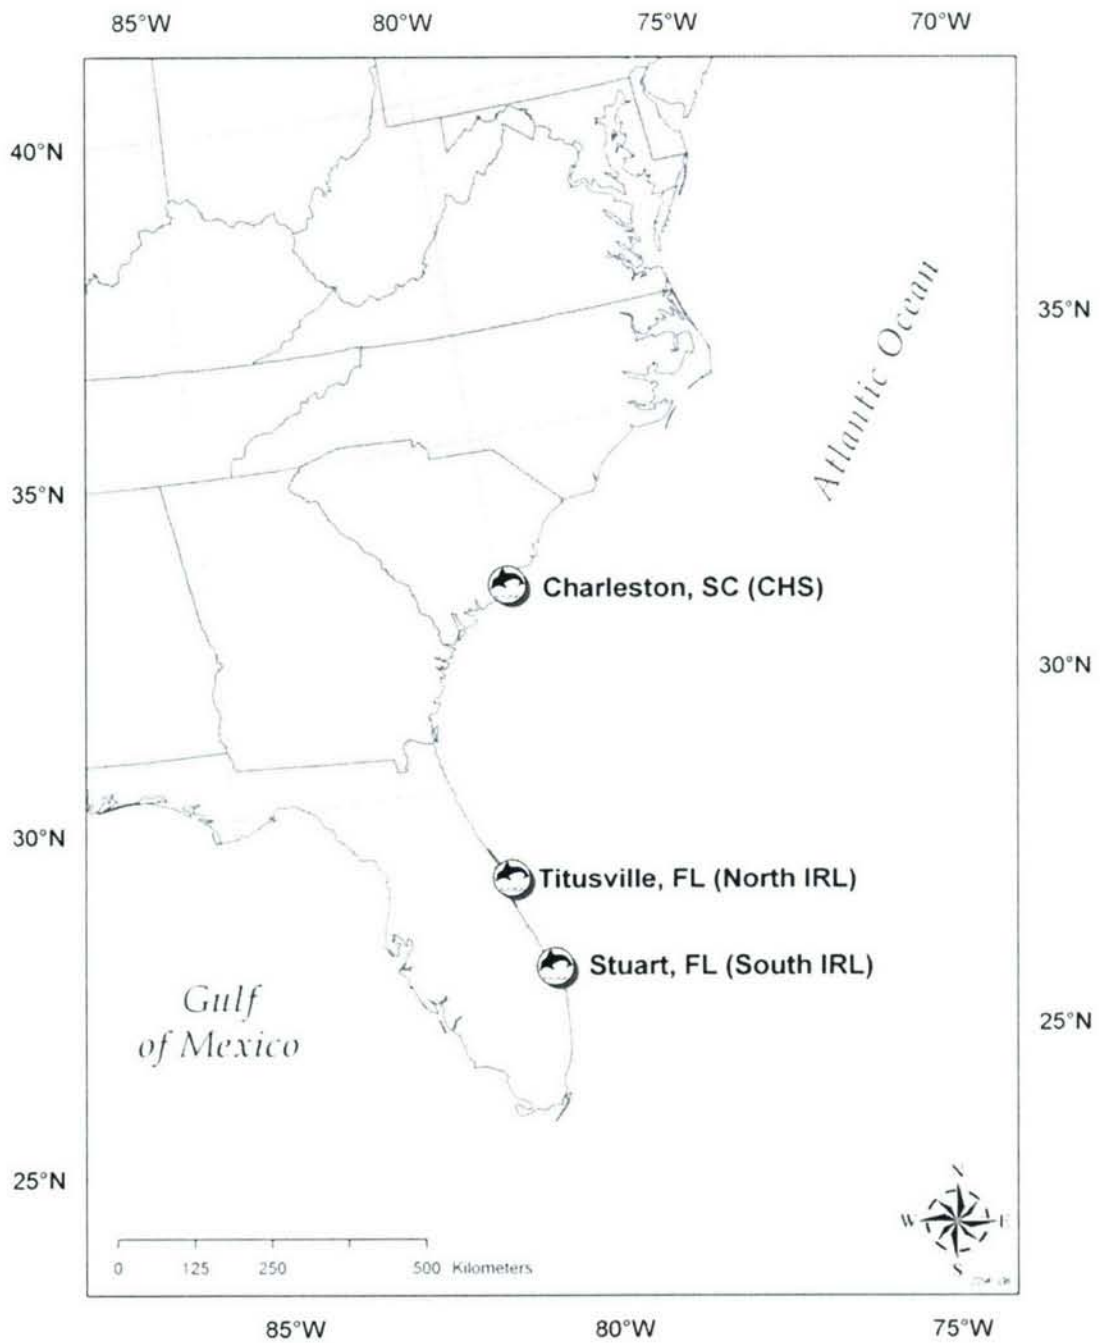 85°W 80°W 75°W 70°W
40°N
35°N
Atlantic Ocean
35°N
Charleston, SC (CHS)
30°N
30°N
Titusville, FL (North IRL)
Stuart, FL (South IRL)
Gulf
of Mexico
25°N
25°N
N
W E
S
0 125 250 500 Kilometers
85°W 80°W 75°W